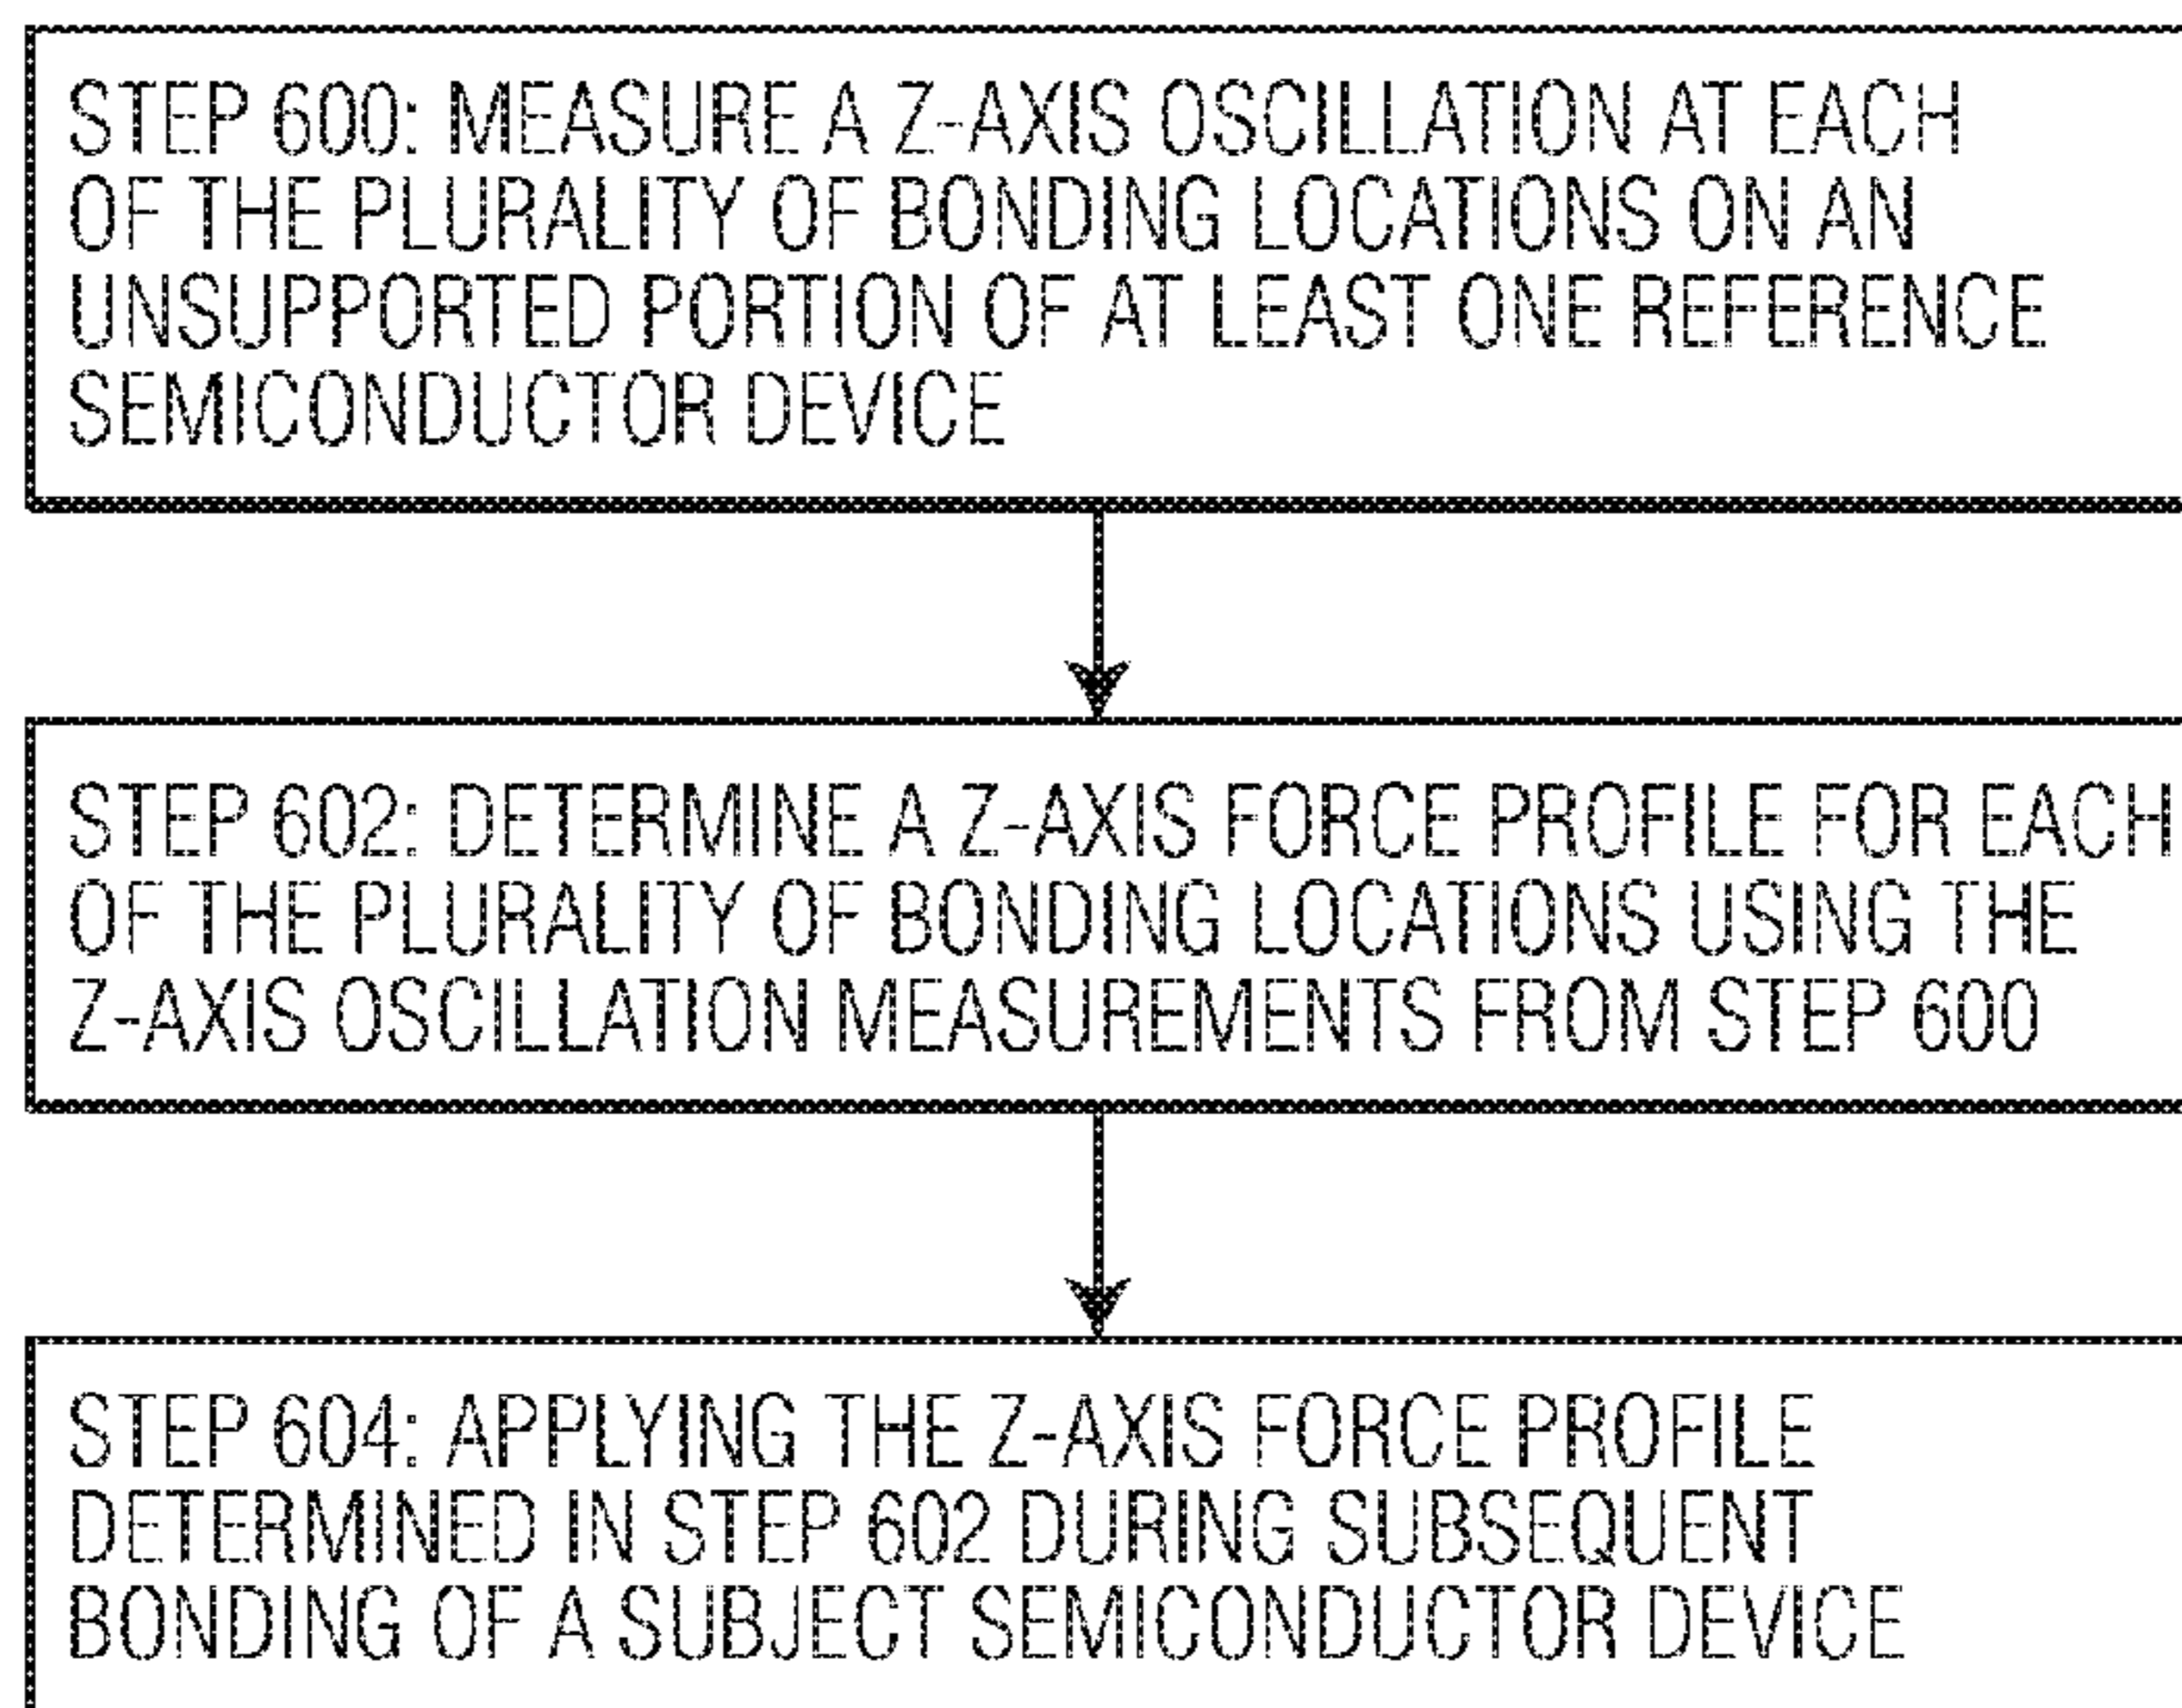 STEP 600: MEASURE A Z-AXIS OSCILLATION AT EACH
OF THE PLURALITY OF BONDING LOCATIONS ON AN
UNSUPPORTED PORTION OF AT LEAST ONE REFERENCE
SEMICONDUCTOR DEVICE
STEP 602: DETERMINE A Z-AXIS FORCE PROFILE FOR EACH
OF THE PLURALITY OF BONDING LOCATIONS USING THE
Z-AXIS OSCILLATION MEASUREMENTS FROM STEP 600
STEP 604: APPLYING THE Z-AXIS FORCE PROFILE
DETERMINED IN STEP 602 DURING SUBSEQUENT
BONDING OF A SUBJECT SEMICONDUCTOR DEVICE